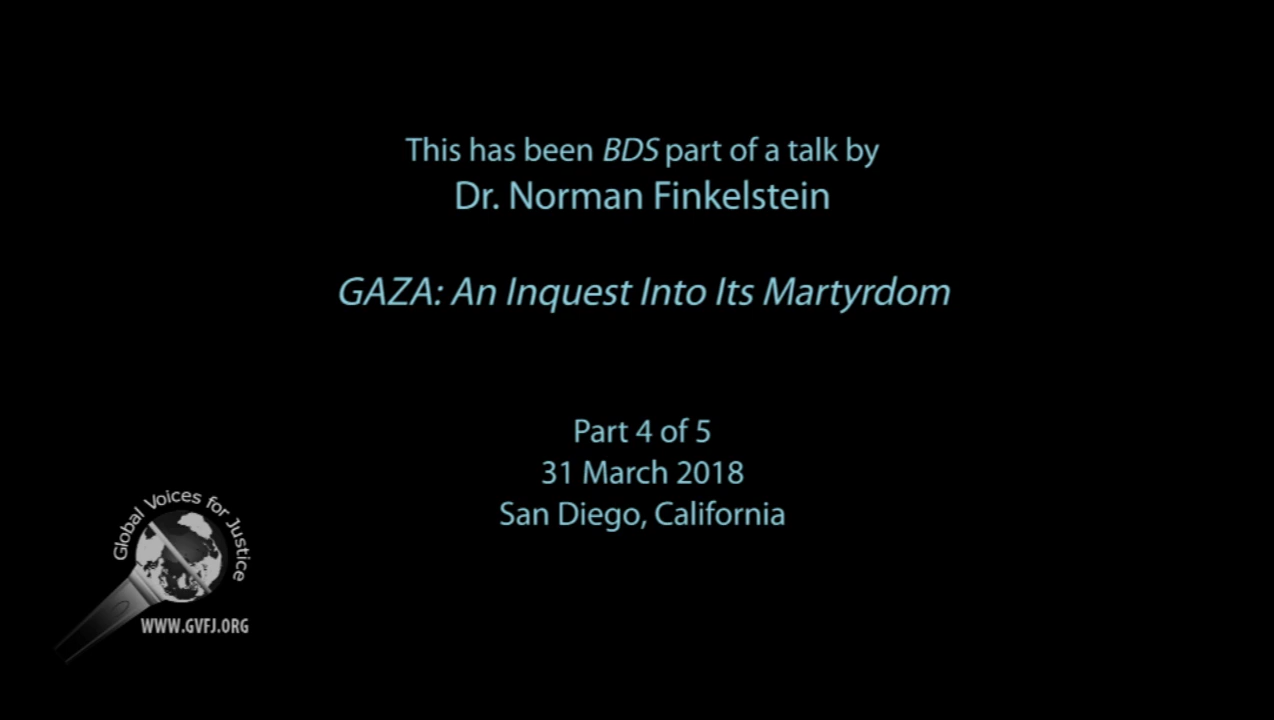 This has been BDS part of a talk by
Dr. Norman Finkelstein
GAZA: An Inquest Into Its Martyrdom
Part 4 of 5
31 March 2018
San Diego, California
Global Voices for Justice
WWW.GVFJ.ORG